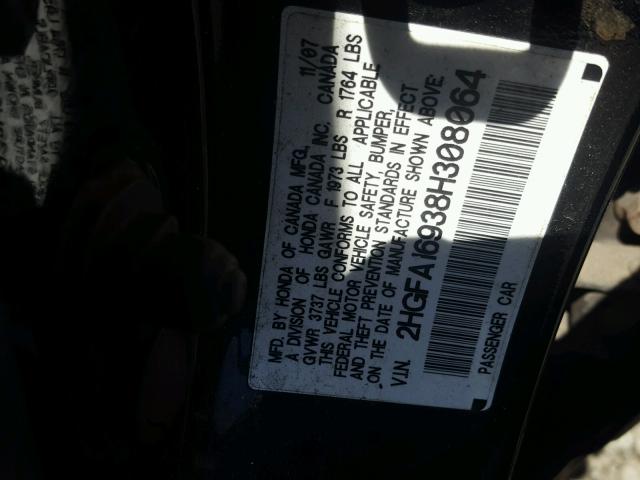 MFD. BY HONDA OF CANADA MFG. 11/07
A DIVISION OF HONDA CANADA INC, CANADA
GVWR 3737 LBS GAWR F 1973 LBS R 1764 LBS
THIS VEHICLE CONFORMS TO ALL APPLICABLE
FEDERAL MOTOR VEHICLE SAFETY, BUMPER,
AND THEFT PREVENTION STANDARDS IN EFFECT
ON THE DATE OF MANUFACTURE SHOWN ABOVE:
V.I.N. 2HGFA16938H308064
PASSENGER CAR